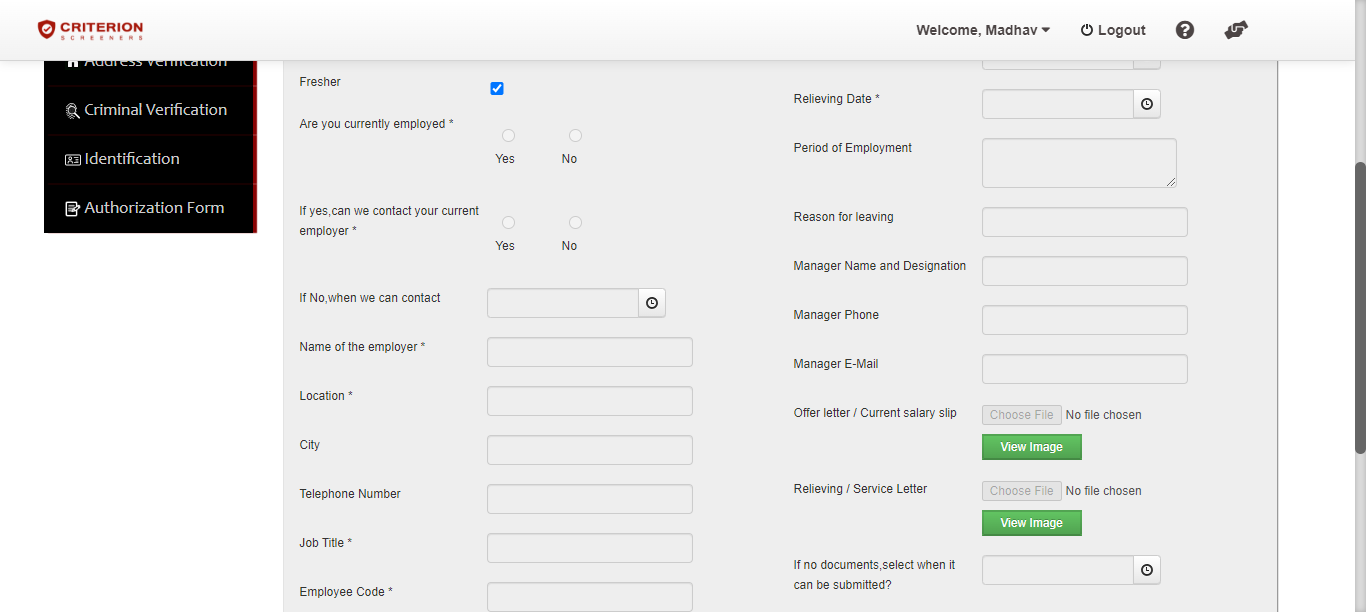 CRITERION
SCREENERS
Welcome, Madhav
Logout
Address Verification
Criminal Verification
Identification
Authorization Form
Fresher
Are you currently employed *
Yes No
If yes,can we contact your current
employer *
Yes No
If No,when we can contact
Name of the employer *
Location *
City
Telephone Number
Job Title *
Employee Code *
Relieving Date *
Period of Employment
Reason for leaving
Manager Name and Designation
Manager Phone
Manager E-Mail
Offer letter / Current salary slip
Choose File No file chosen
View Image
Relieving / Service Letter
Choose File No file chosen
View Image
If no documents,select when it
can be submitted?